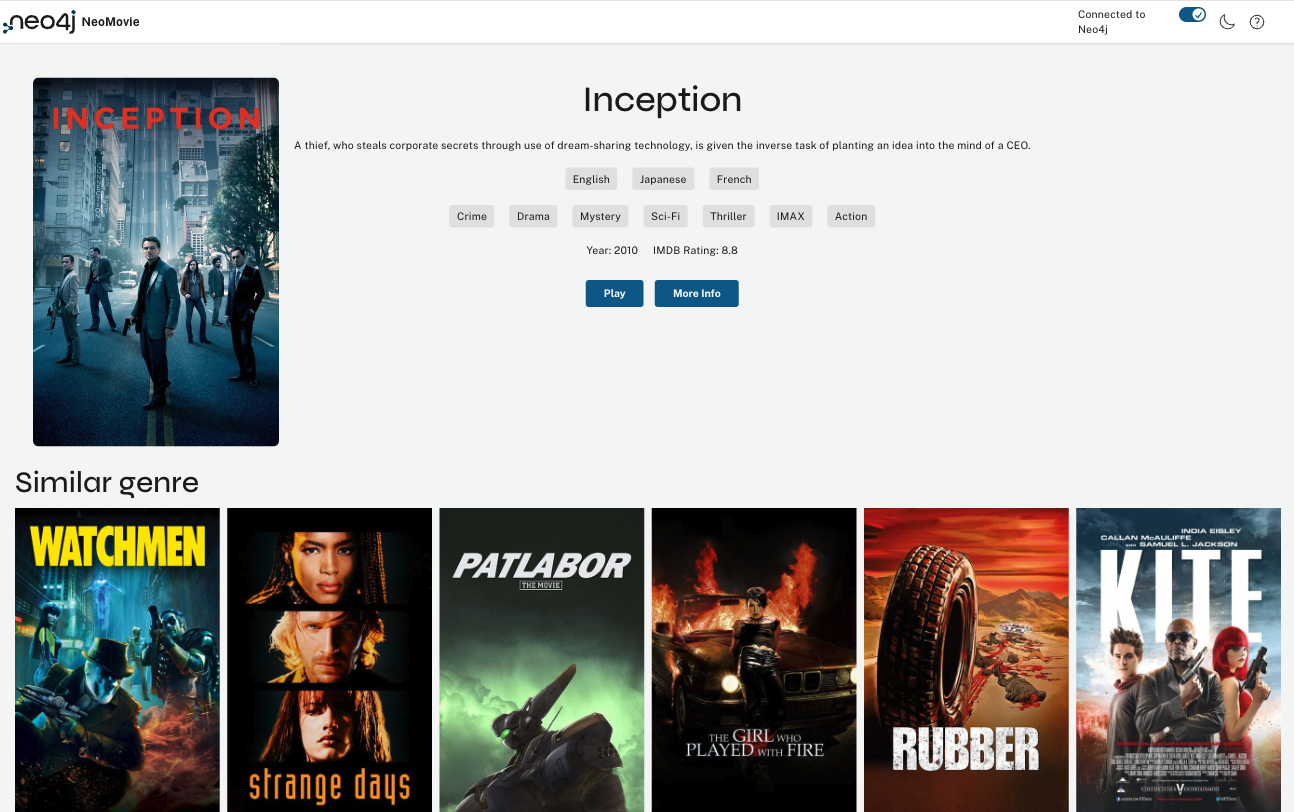 neo4j NeoMovie
Connected to
Neo4j
INCEPTION
Inception
A thief, who steals corporate secrets through use of dream-sharing technology, is given the inverse task of planting an idea into the mind of a CEO.
English Japanese French
Crime Drama Mystery Sci-Fi Thriller IMAX Action
Year: 2010 IMDB Rating: 8.8
Play More Info
Similar genre
WATCHMEN
strange days
PATLABOR
THE MOVIE
THE GIRL WHO
PLAYED WITH FIRE
RUBBER
INDIA EISLEY
CALLAN McAULIFFE
AND SAMUEL L. JACKSON
KITE